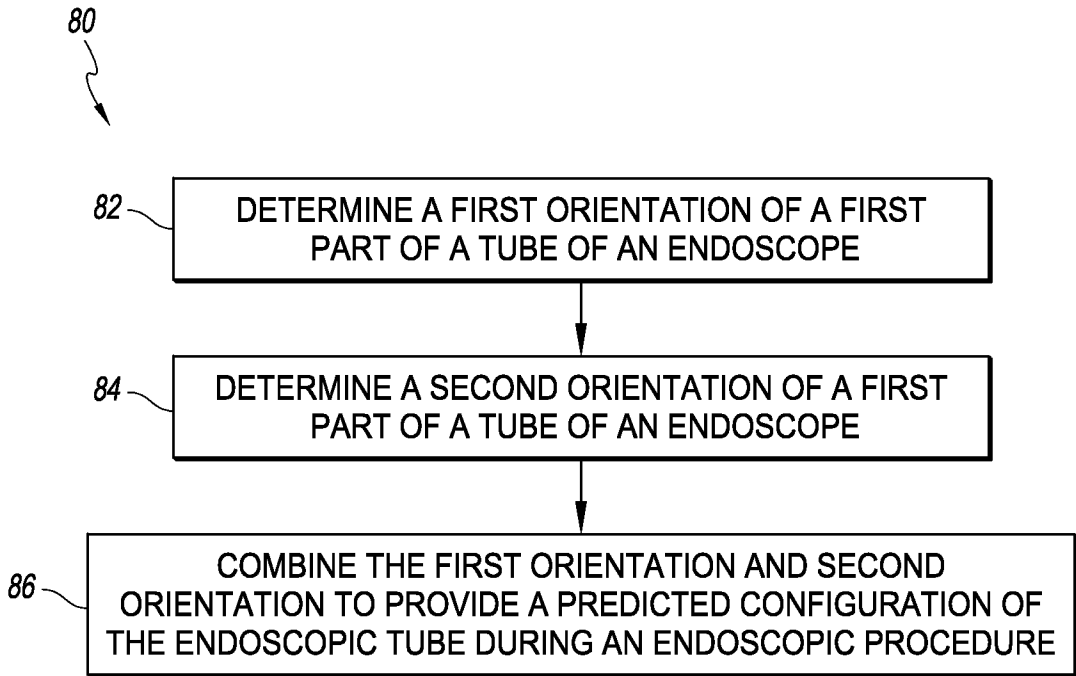 80
82
DETERMINE A FIRST ORIENTATION OF A FIRST
PART OF A TUBE OF AN ENDOSCOPE
84
DETERMINE A SECOND ORIENTATION OF A FIRST
PART OF A TUBE OF AN ENDOSCOPE
86
COMBINE THE FIRST ORIENTATION AND SECOND
ORIENTATION TO PROVIDE A PREDICTED CONFIGURATION OF
THE ENDOSCOPIC TUBE DURING AN ENDOSCOPIC PROCEDURE